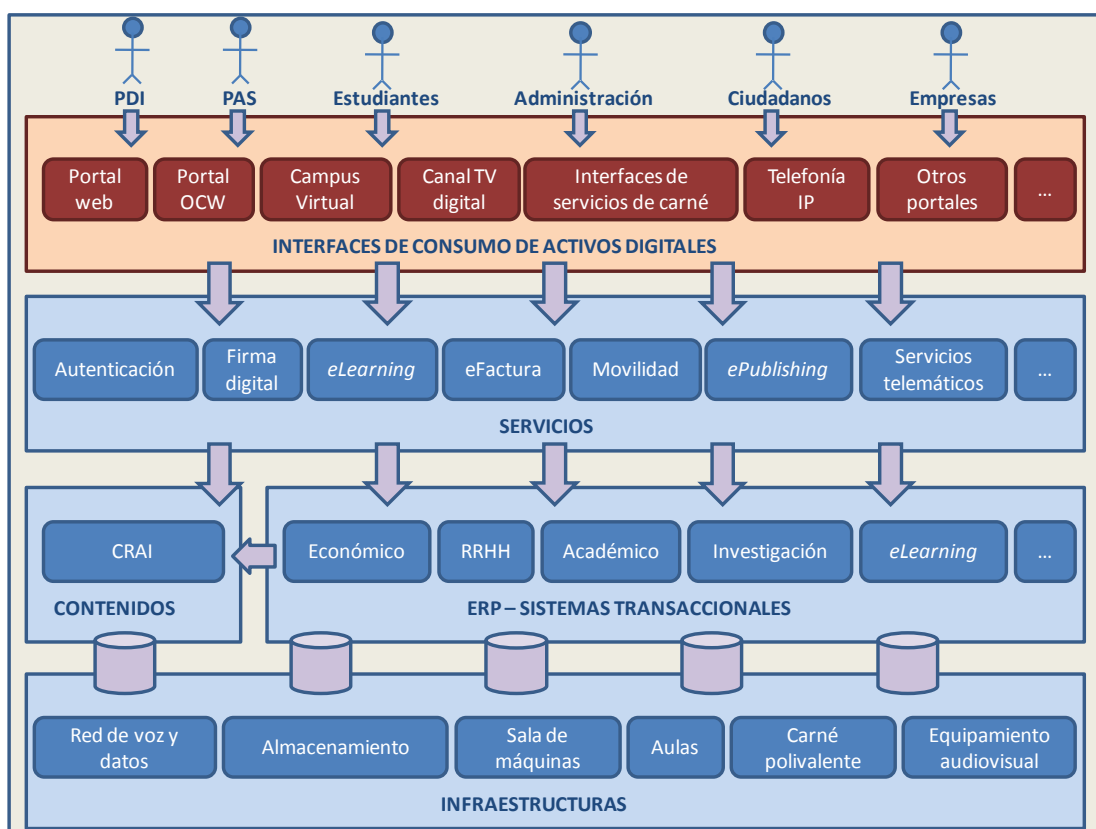 PDI
PAS
Estudiantes
Administración
Ciudadanos
Empresas
Portal
web
Portal
OCW
Campus
Virtual
Canal TV
digital
Interfaces de
servicios de carné
Telefonía
IP
Otros
portales
...
INTERFACES DE CONSUMO DE ACTIVOS DIGITALES
Autenticación
Firma
digital
eLearning
eFactura
Movilidad
ePublishing
Servicios
telemáticos
...
SERVICIOS
CRAI
CONTENIDOS
Económico
RRHH
Académico
Investigación
eLearning
...
ERP – SISTEMAS TRANSACCIONALES
Red de voz y
datos
Almacenamiento
Sala de
máquinas
Aulas
Carné
polivalente
Equipamiento
audiovisual
INFRAESTRUCTURAS